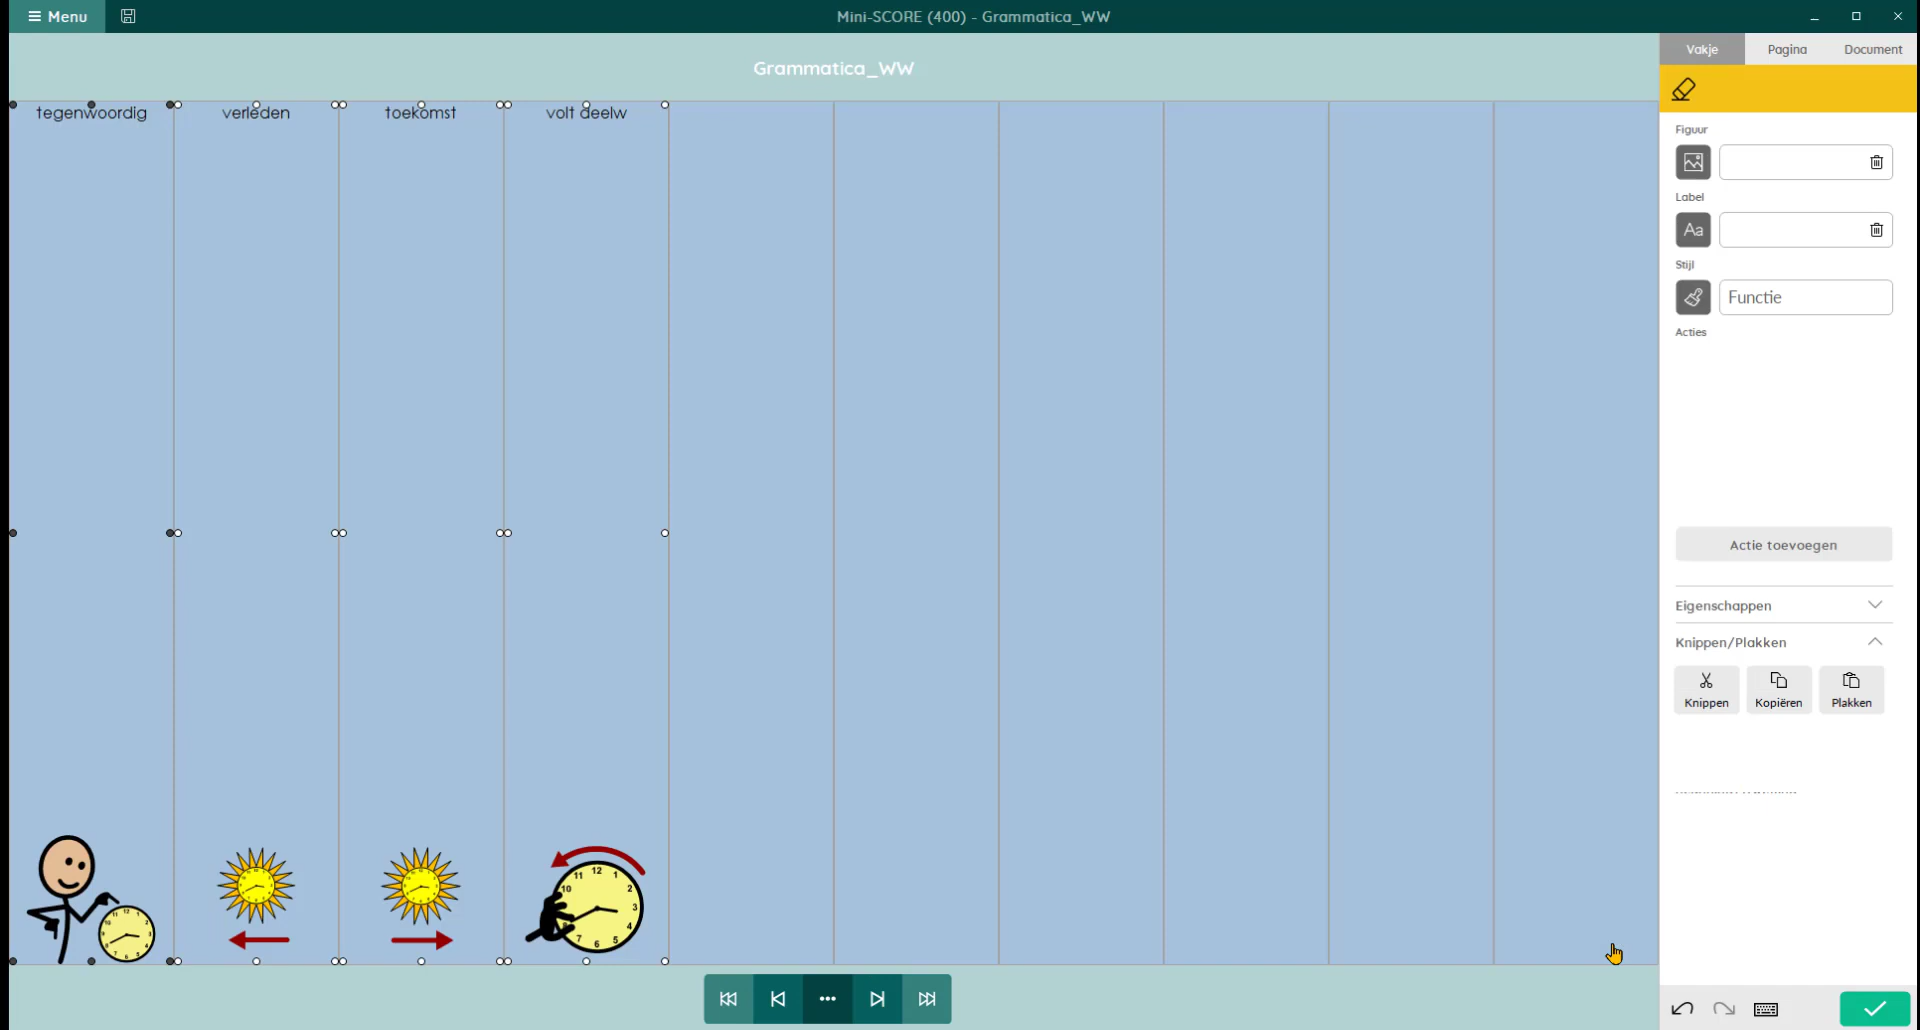 Menu
Mini-SCORE (400) - Grammatica_WW
Vakje
Pagina
Document
Grammatica_WW
tegenwoordig
verleden
toekomst
volt deelw
Figuur
Label
Aa
Stijl
Functie
Acties
Actie toevoegen
Eigenschappen
Knippen/Plakken
Knippen
Kopiëren
Plakken